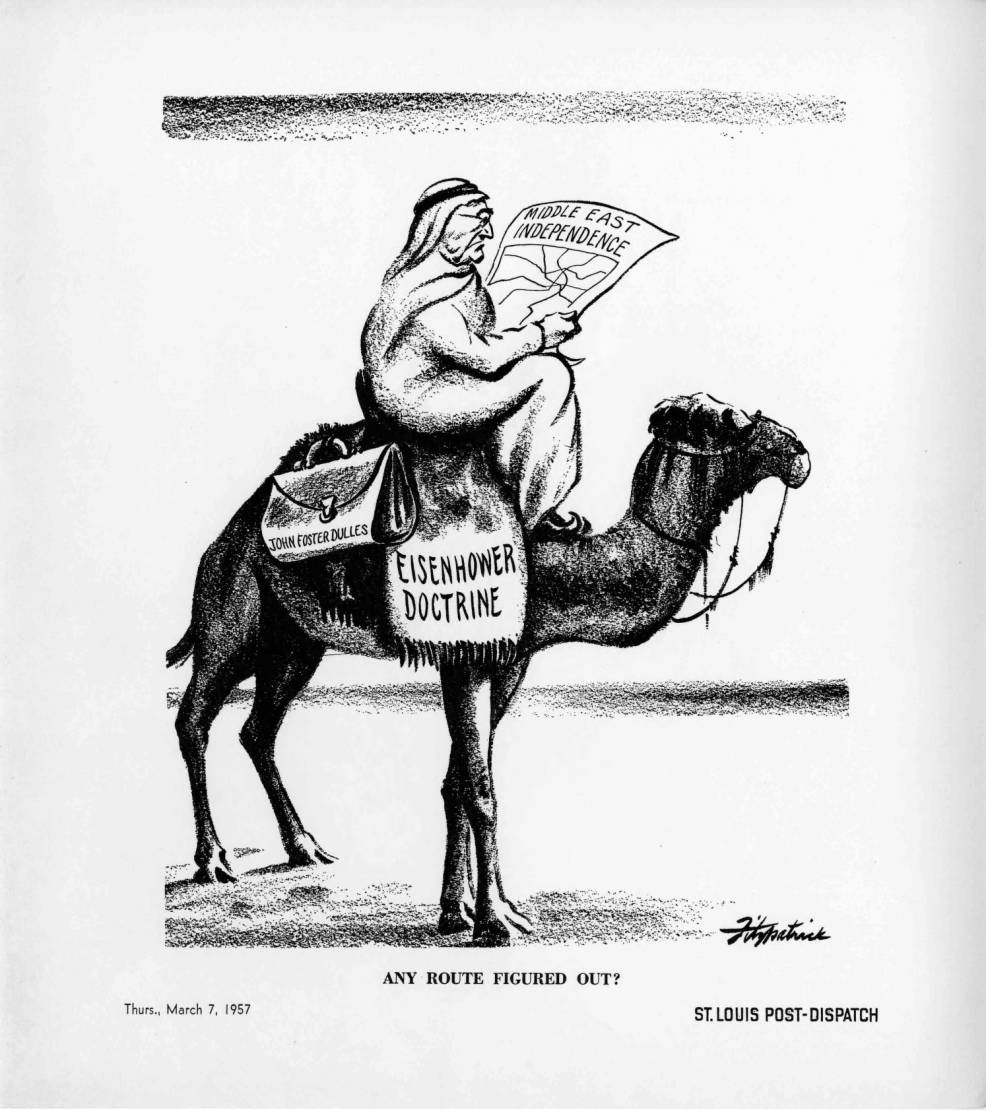 MIDDLE EAST
INDEPENDENCE
JOHN FOSTER DULLES
EISENHOWER
DOCTRINE
Fitzpatrick
ANY ROUTE FIGURED OUT?
Thurs., March 7, 1957
ST. LOUIS POST-DISPATCH